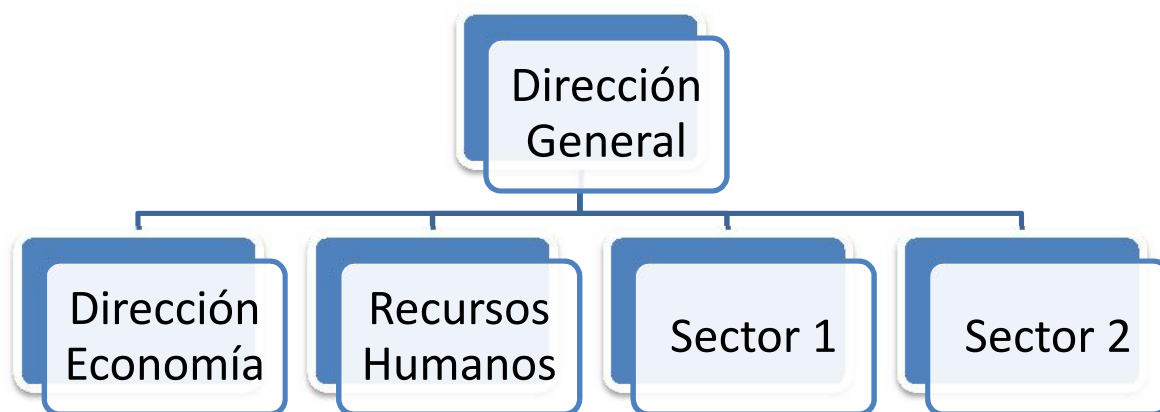 Dirección
General
Dirección
Economía
Recursos
Humanos
Sector 1
Sector 2